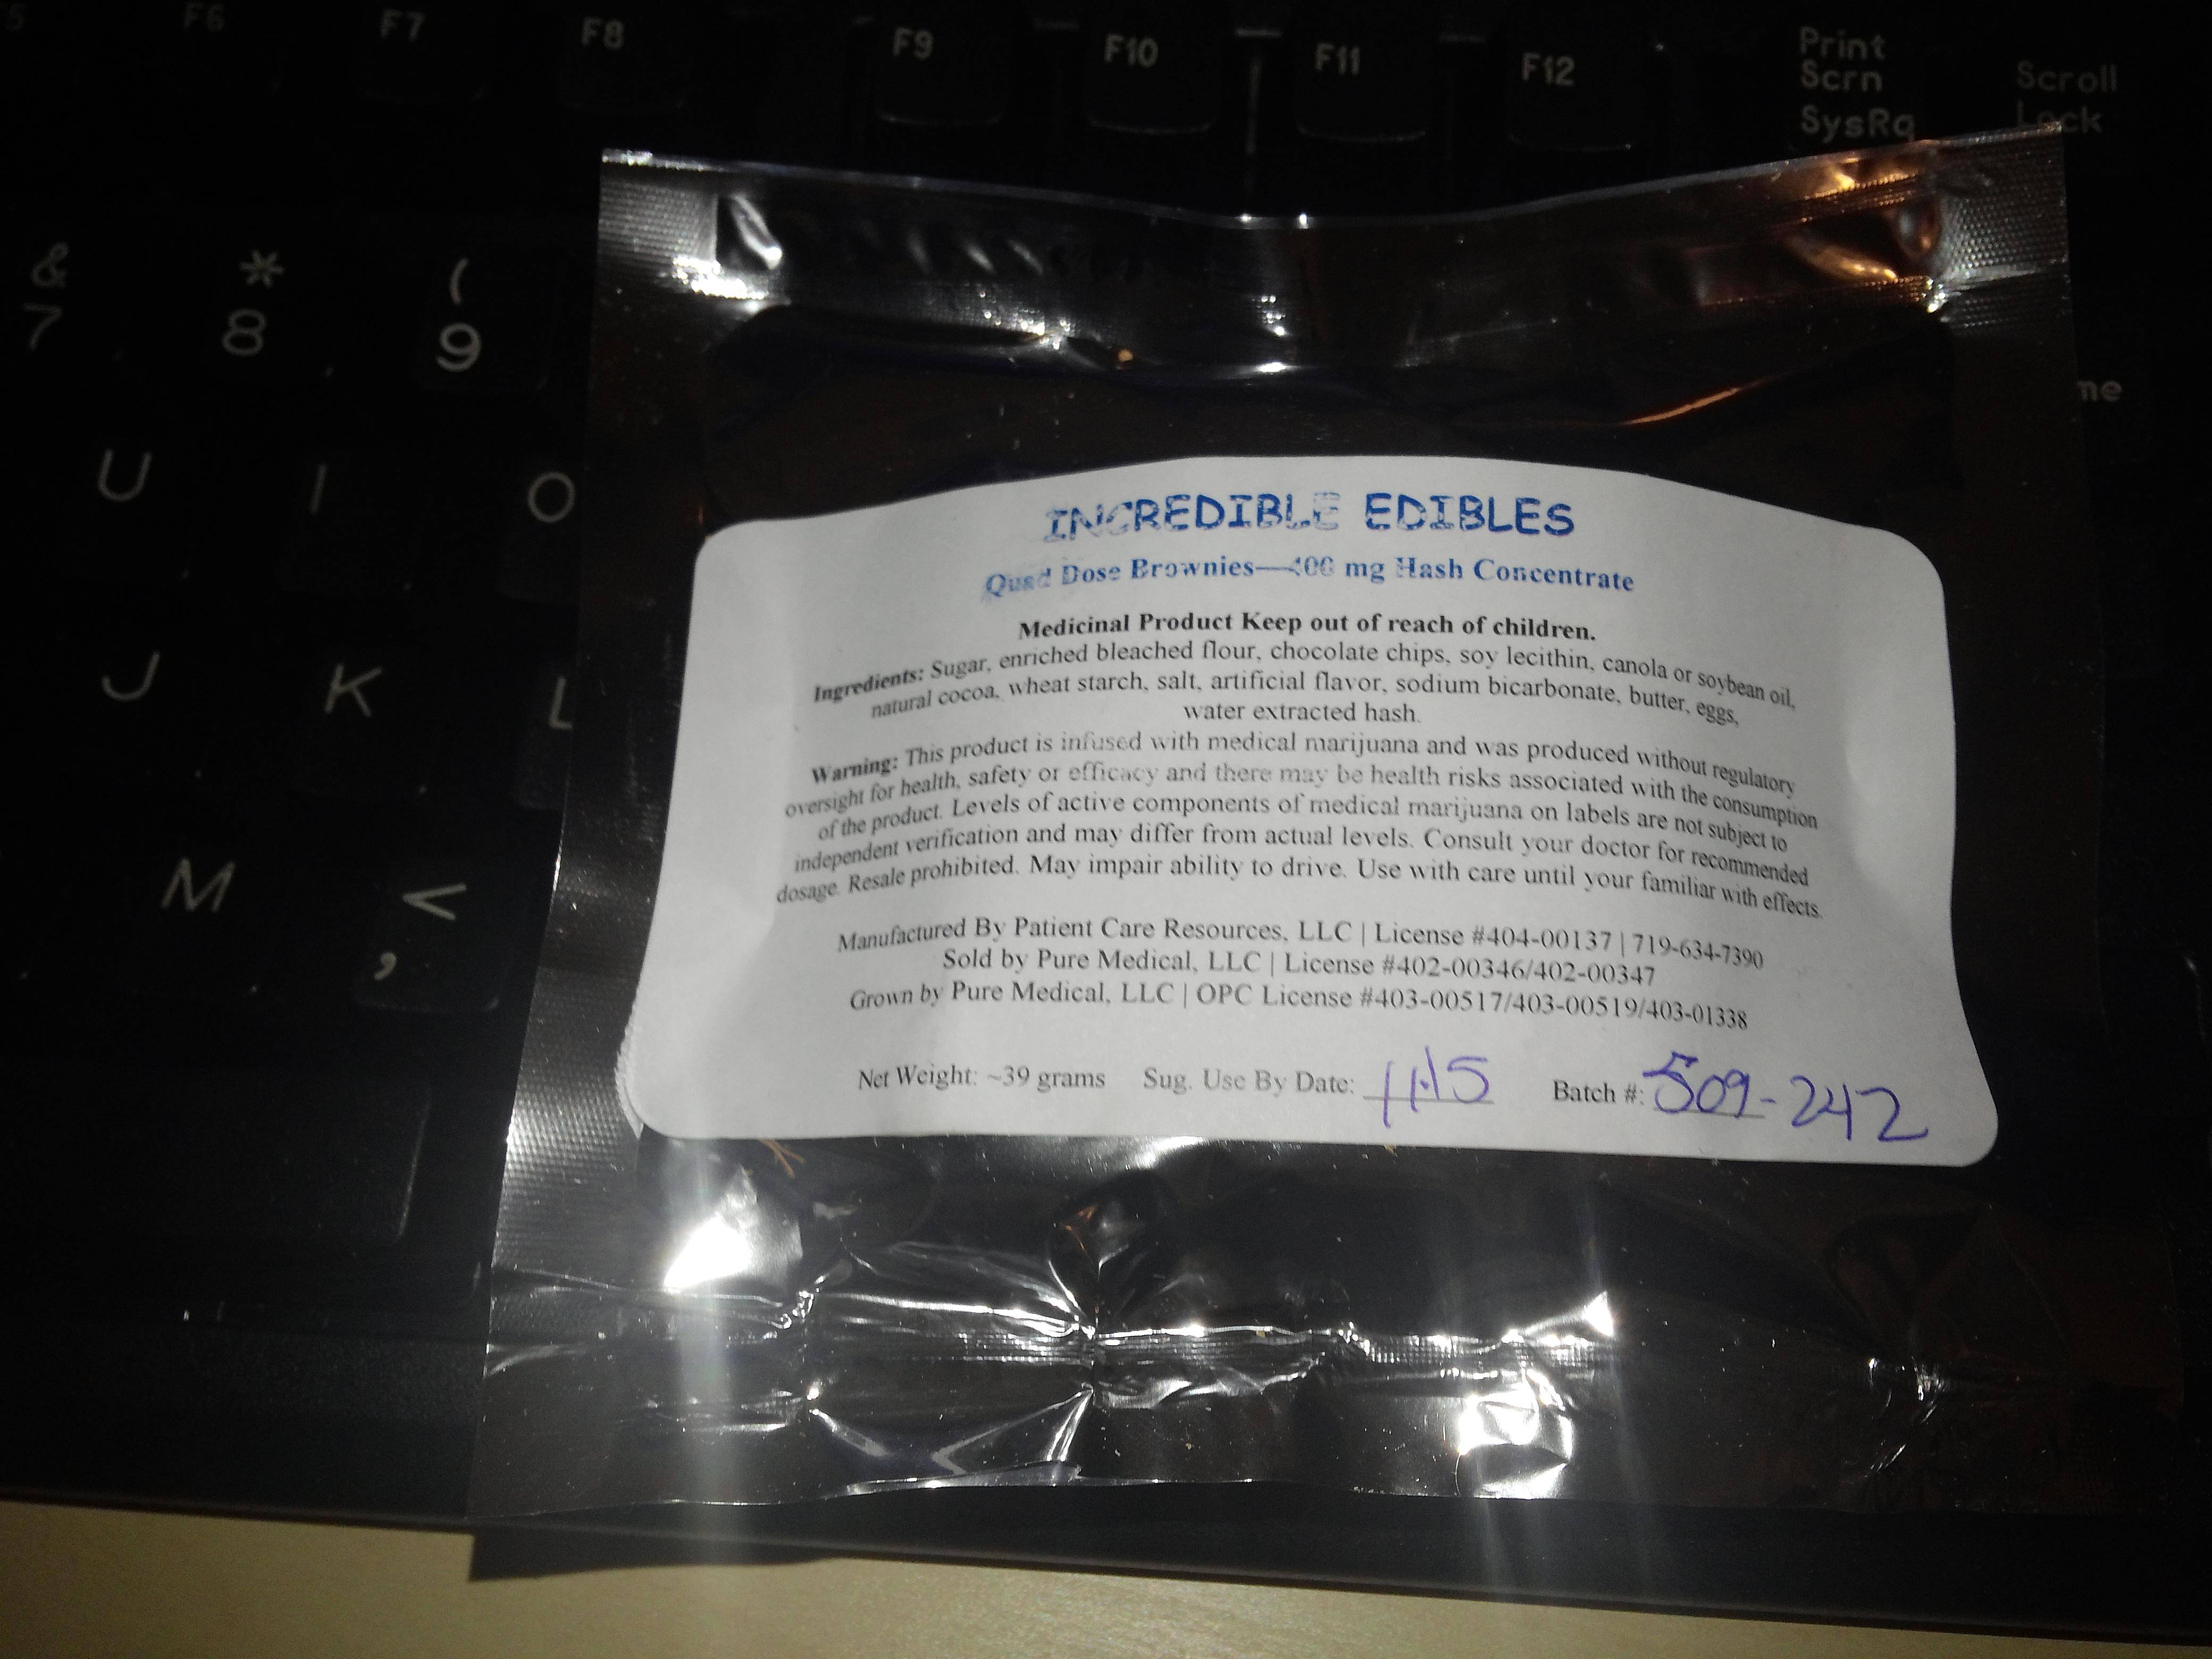 F6 F7 F8 F9 F10 F11 F12 Print Scroll
Scrn Lock
SysRq
& * (
7 8 9
U I O
J K L
M <
,
INCREDIBLE EDIBLES
Quad Dose Brownies—400 mg Hash Concentrate
Medicinal Product Keep out of reach of children.
Ingredients: Sugar, enriched bleached flour, chocolate chips, soy lecithin, canola or soybean oil,
natural cocoa, wheat starch, salt, artificial flavor, sodium bicarbonate, butter, eggs,
water extracted hash.
Warning: This product is infused with medical marijuana and was produced without regulatory
oversight for health, safety or efficacy and there may be health risks associated with the consumption
of the product. Levels of active components of medical marijuana on labels are not subject to
independent verification and may differ from actual levels. Consult your doctor for recommended
dosage. Resale prohibited. May impair ability to drive. Use with care until your familiar with effects.
Manufactured By Patient Care Resources, LLC | License #404-00137 | 719-634-7390
Sold by Pure Medical, LLC | License #402-00346/402-00347
Grown by Pure Medical, LLC | OPC License #403-00517/403-00519/403-01338
Net Weight: ~39 grams Sug. Use By Date: 11-15 Batch #: 509-242